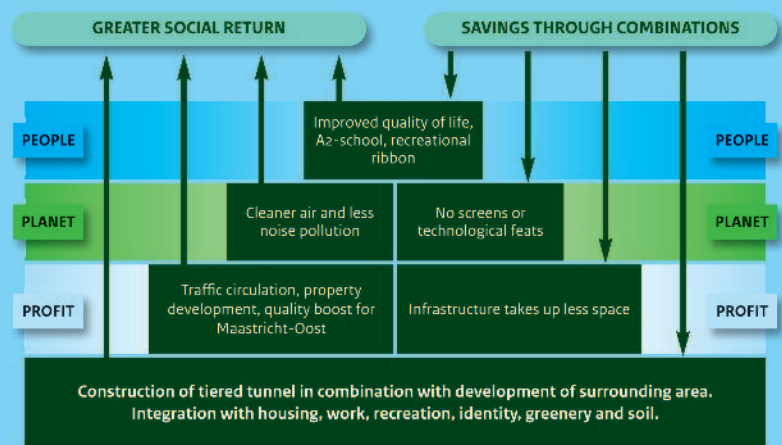 GREATER SOCIAL RETURN
SAVINGS THROUGH COMBINATIONS
PEOPLE
Improved quality of life,
A2-school, recreational
ribbon
PEOPLE
PLANET
Cleaner air and less
noise pollution
No screens or
technological feats
PLANET
PROFIT
Traffic circulation, property
development, quality boost for
Maastricht-Oost
Infrastructure takes up less space
PROFIT
Construction of tiered tunnel in combination with development of surrounding area.
Integration with housing, work, recreation, identity, greenery and soil.